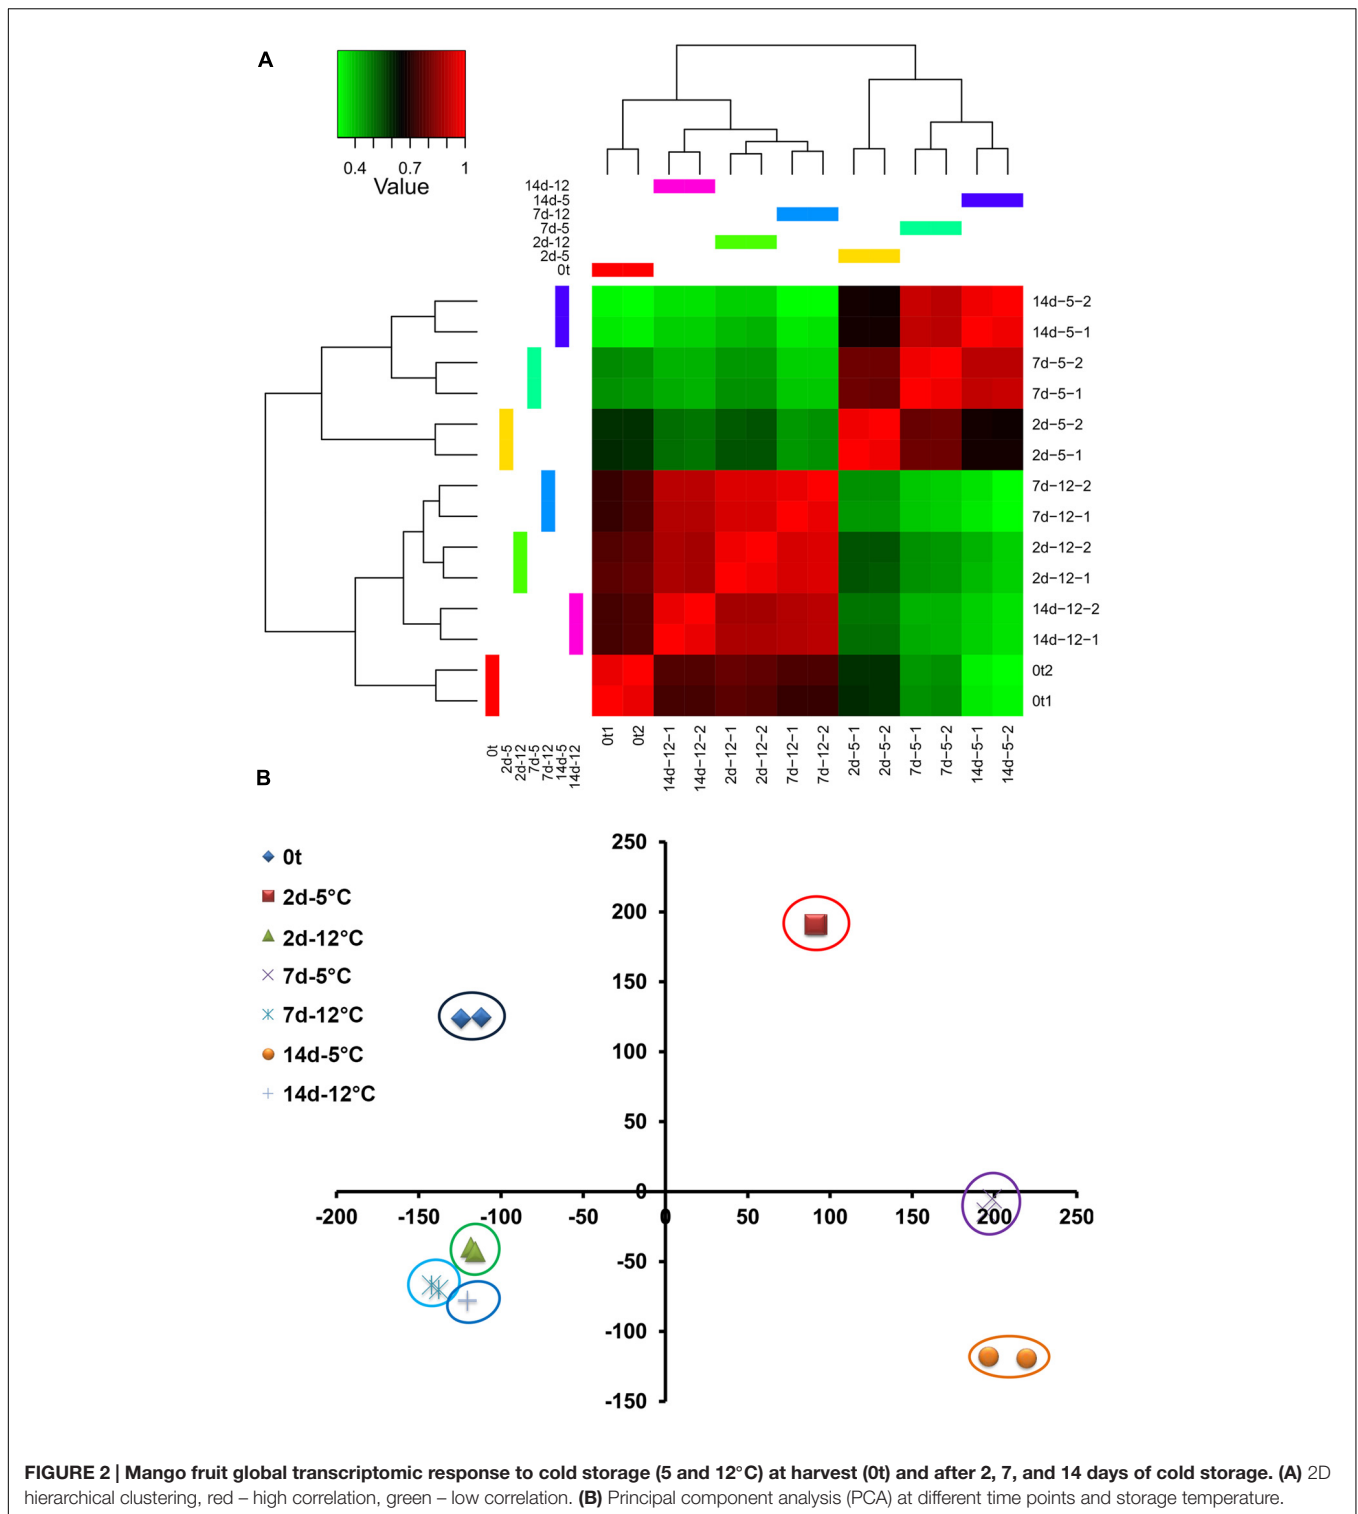 A
0.4 0.7 1
Value
14d-12
14d-5
7d-12
7d-5
2d-12
2d-5
0t
14d−5−2
14d−5−1
7d−5−2
7d−5−1
2d−5−2
2d−5−1
7d−12−2
7d−12−1
2d−12−2
2d−12−1
14d−12−2
14d−12−1
0t2
0t1
0t
2d-5
2d-12
7d-5
7d-12
14d-5
14d-12
0t1
0t2
14d−12−1
14d−12−2
2d−12−1
2d−12−2
7d−12−1
7d−12−2
2d−5−1
2d−5−2
7d−5−1
7d−5−2
14d−5−1
14d−5−2
B
0t
2d-5°C
2d-12°C
7d-5°C
7d-12°C
14d-5°C
14d-12°C
250
200
150
100
50
0
-50
-100
-150
-200 -150 -100 -50 0 50 100 150 200 250
FIGURE 2 | Mango fruit global transcriptomic response to cold storage (5 and 12°C) at harvest (0t) and after 2, 7, and 14 days of cold storage. (A) 2D
hierarchical clustering, red – high correlation, green – low correlation. (B) Principal component analysis (PCA) at different time points and storage temperature.